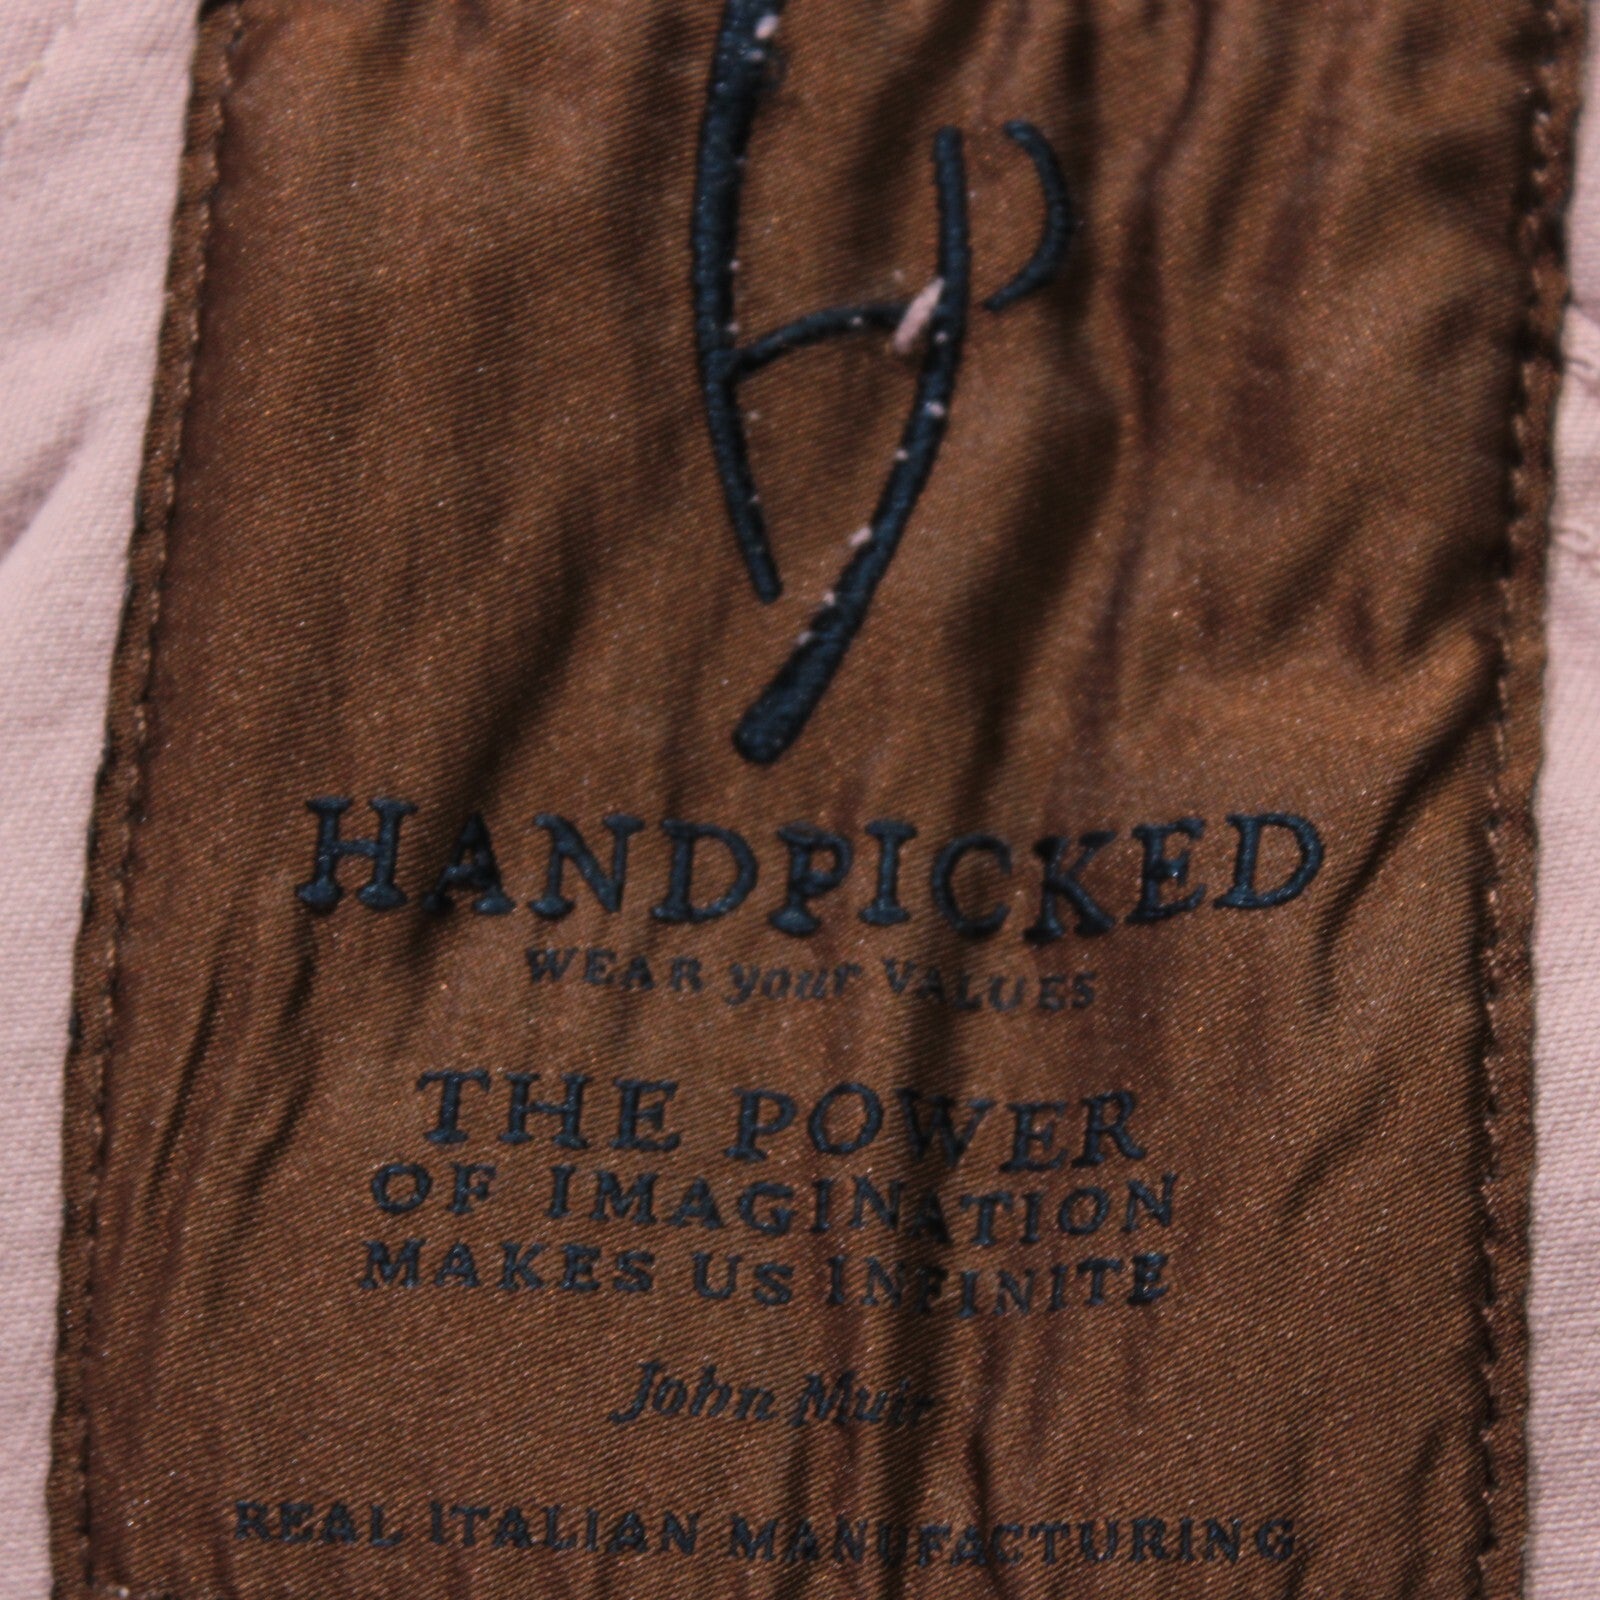 HANDPICKED
WEAR your VALUES
THE POWER
OF IMAGINATION
MAKES US INFINITE
John Muir
REAL ITALIAN MANUFACTURING